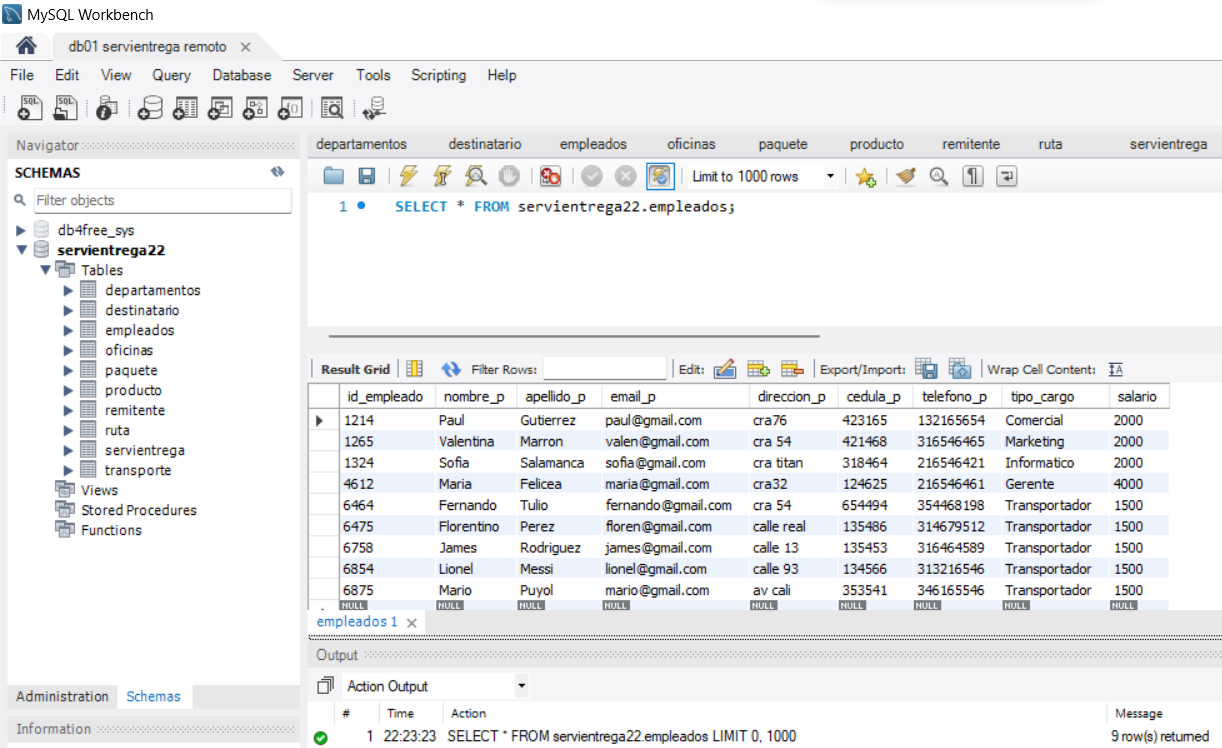 MySQL Workbench
db01 servientrega remoto
File Edit View Query Database Server Tools Scripting Help
Navigator
SCHEMAS
Filter objects
db4free_sys
servientrega22
Tables
departamentos
destinatario
empleados
oficinas
paquete
producto
remitente
ruta
servientrega
transporte
Views
Stored Procedures
Functions
Administration Schemas
Information
departamentos destinatario empleados oficinas paquete producto remitente ruta servientrega
Limit to 1000 rows
1 SELECT * FROM servientrega22.empleados;
Result Grid Filter Rows: Edit: Export/Import: Wrap Cell Content:
id_empleado nombre_p apellido_p email_p direccion_p cedula_p telefono_p tipo_cargo salario
1214 Paul Gutierrez paul@gmail.com cra76 423165 132165654 Comercial 2000
1265 Valentina Marron valen@gmail.com cra 54 421468 316546465 Marketing 2000
1324 Sofia Salamanca sofia@gmail.com cra titan 318464 216546421 Informatico 2000
4612 Maria Felicea maria@gmail.com cra32 124625 216546461 Gerente 4000
6464 Fernando Tulio fernando@gmail.com cra 54 654494 354468198 Transportador 1500
6475 Florentino Perez floren@gmail.com calle real 135486 314679512 Transportador 1500
6758 James Rodriguez james@gmail.com calle 13 135453 316464589 Transportador 1500
6854 Lionel Messi lionel@gmail.com calle 93 134566 313216546 Transportador 1500
6875 Mario Puyol mario@gmail.com av cali 353541 346165546 Transportador 1500
NULL NULL NULL NULL NULL NULL NULL NULL NULL
empleados 1
Output
Action Output
# Time Action Message
1 22:23:23 SELECT * FROM servientrega22.empleados LIMIT 0, 1000 9 row(s) returned